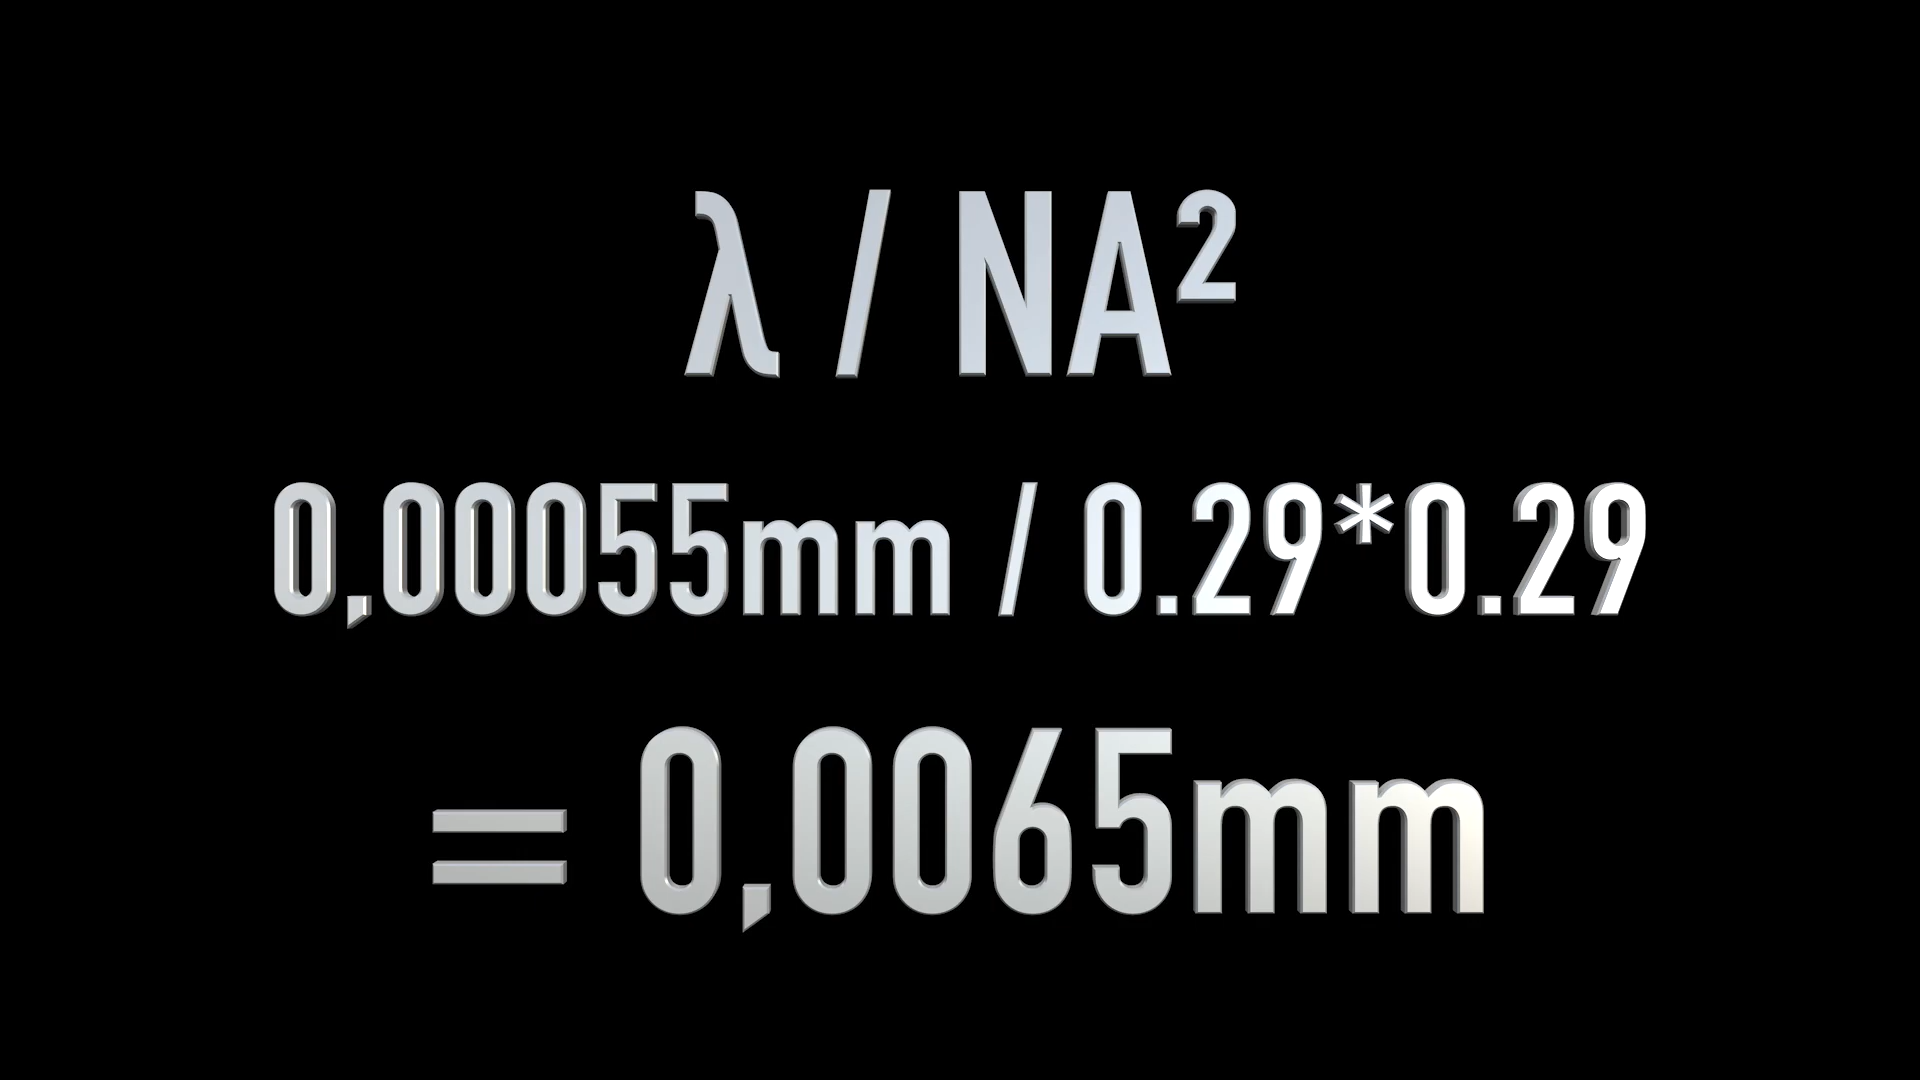 λ / NA²
0,00055mm / 0.29*0.29
= 0,0065mm